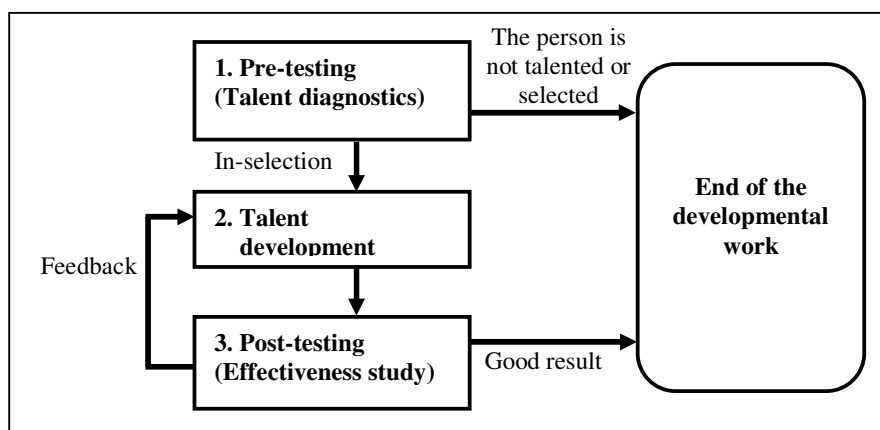 The person is
not talented or
selected
1. Pre-testing
(Talent diagnostics)
In-selection
2. Talent
development
Feedback
3. Post-testing
(Effectiveness study)
Good result
End of the
developmental
work